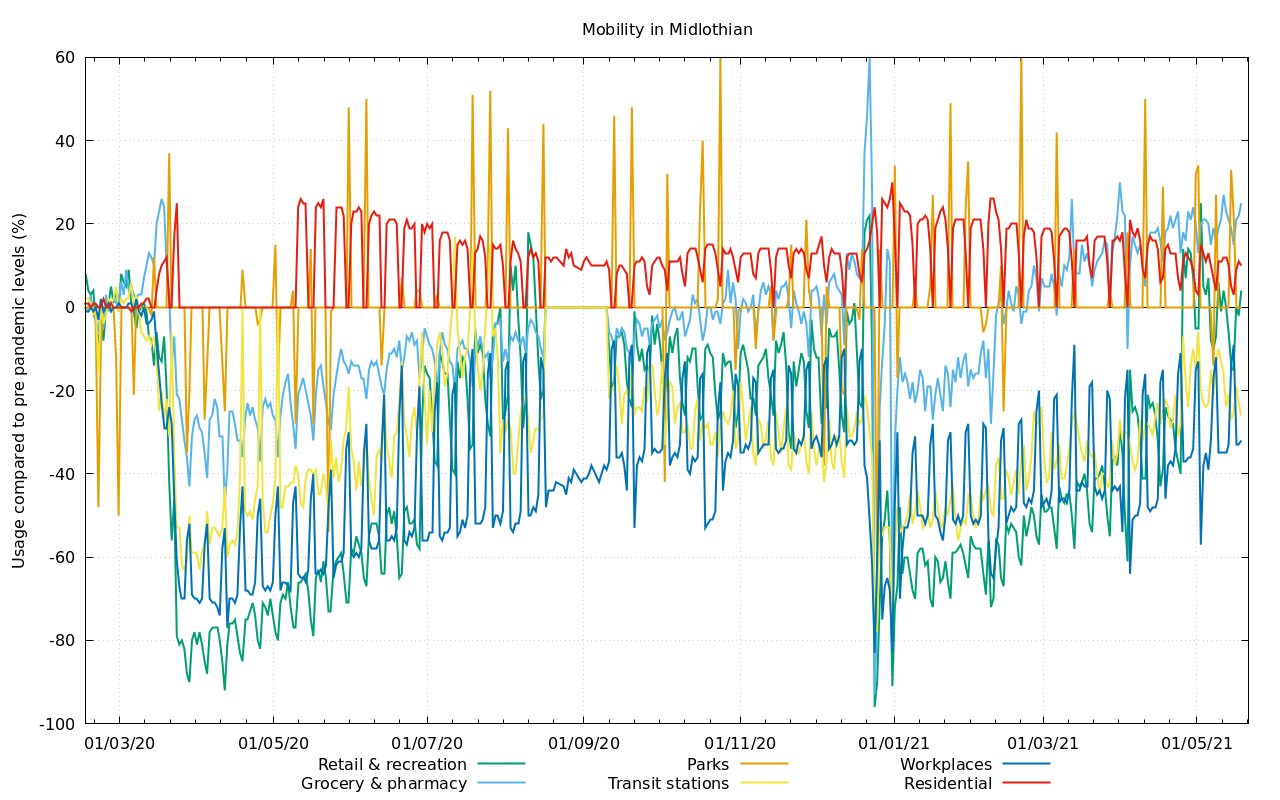 Mobility in Midlothian
Usage compared to pre pandemic levels (%)
60
40
20
0
-20
-40
-60
-80
-100
01/03/20 01/05/20 01/07/20 01/09/20 01/11/20 01/01/21 01/03/21 01/05/21
Retail & recreation Parks Workplaces
Grocery & pharmacy Transit stations Residential